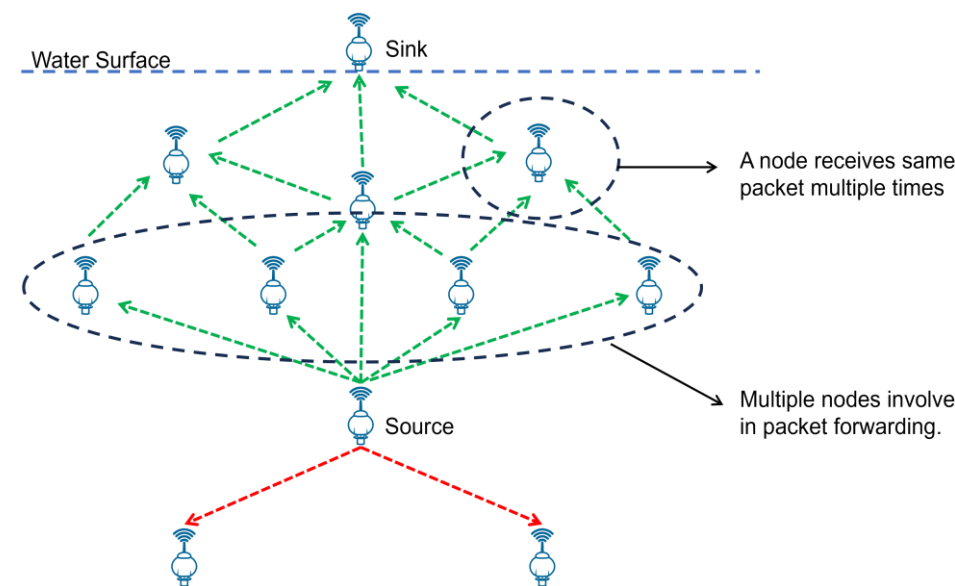 Sink
Water Surface
A node receives same
packet multiple times
Multiple nodes involve
in packet forwarding.
Source